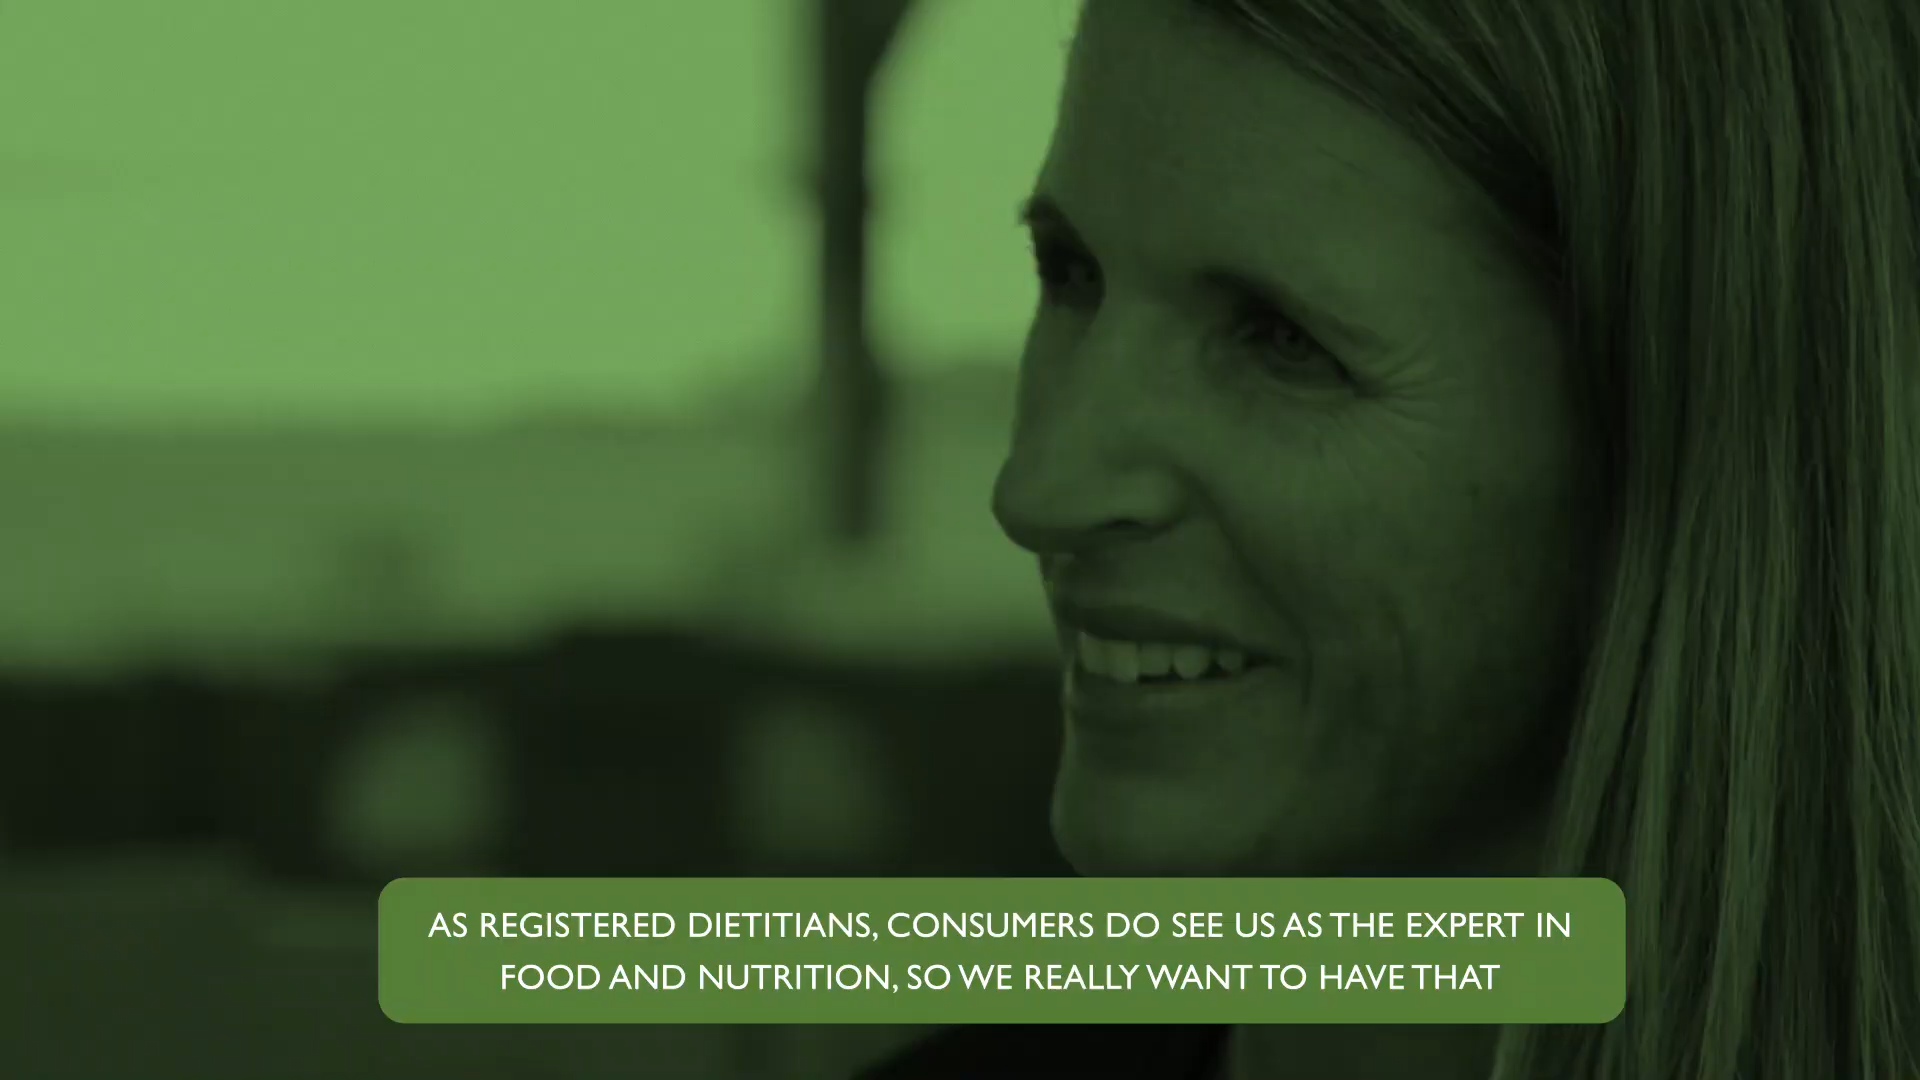 AS REGISTERED DIETITIANS, CONSUMERS DO SEE US AS THE EXPERT IN
FOOD AND NUTRITION, SO WE REALLY WANT TO HAVE THAT